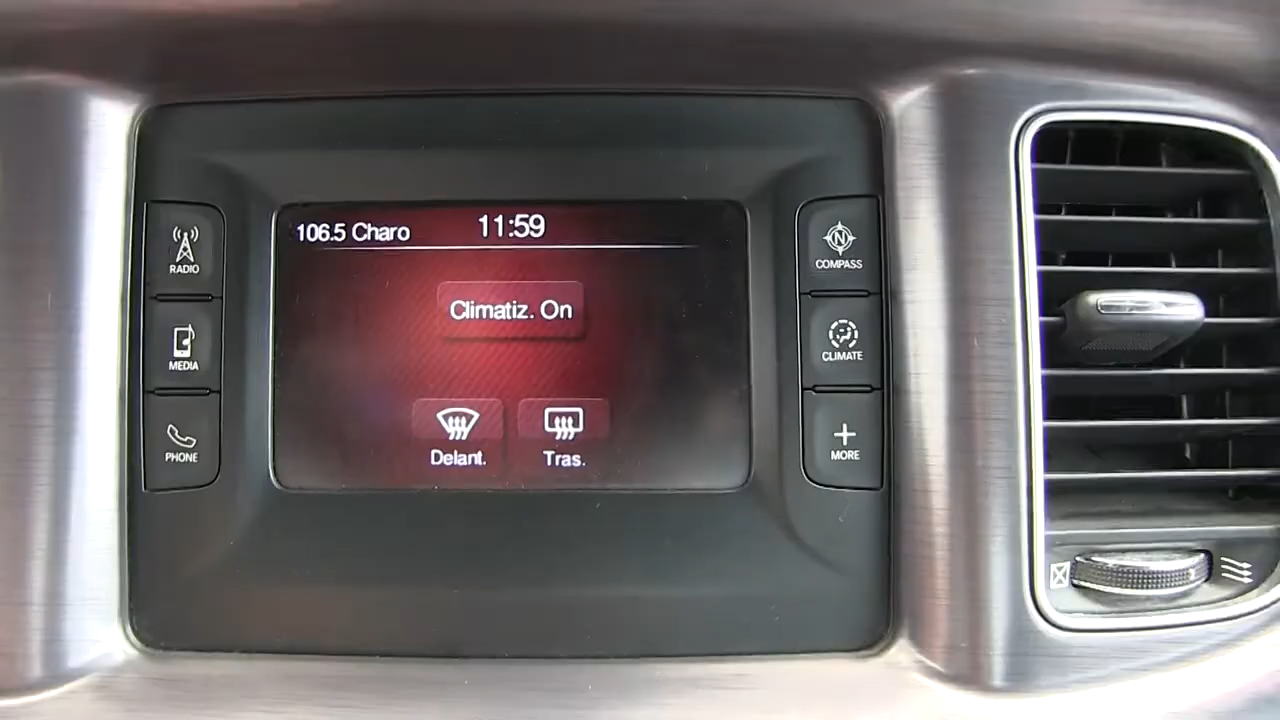 106.5 Charo
11:59
Climatiz. On
Delant.
Tras.
RADIO
MEDIA
PHONE
N
COMPASS
CLIMATE
MORE